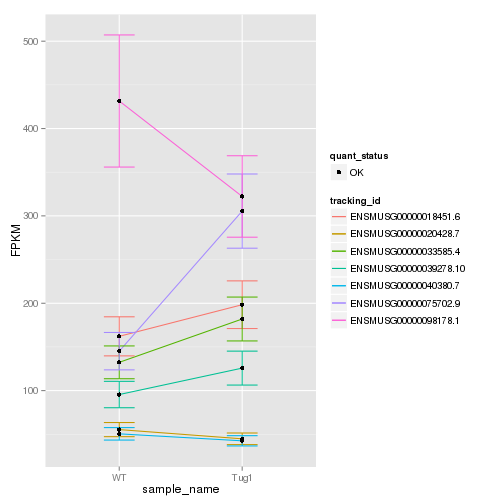 500
400
300
200
100
FPKM
WT
Tug1
sample_name
quant_status
OK
tracking_id
ENSMUSG00000018451.6
ENSMUSG00000020428.7
ENSMUSG00000033585.4
ENSMUSG00000039278.10
ENSMUSG00000040380.7
ENSMUSG00000075702.9
ENSMUSG00000098178.1